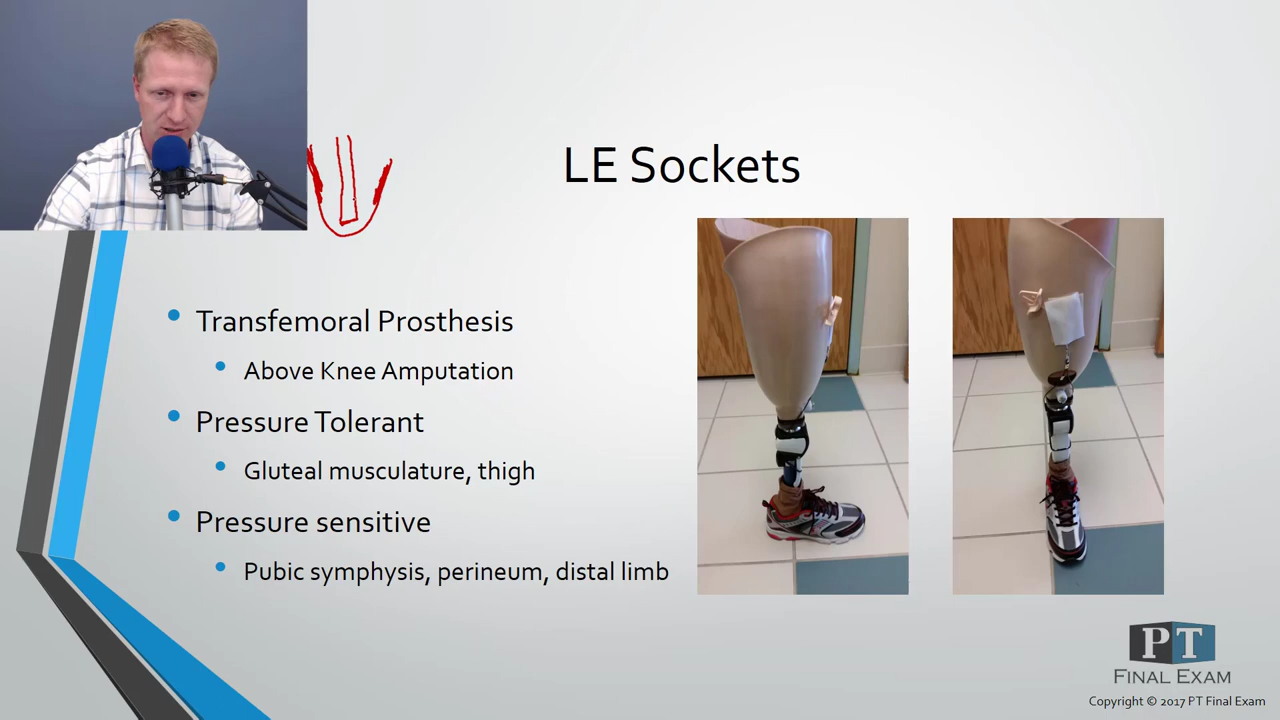 LE Sockets
Transfemoral Prosthesis
Above Knee Amputation
Pressure Tolerant
Gluteal musculature, thigh
Pressure sensitive
Pubic symphysis, perineum, distal limb
PT
FINAL EXAM
Copyright © 2017 PT Final Exam